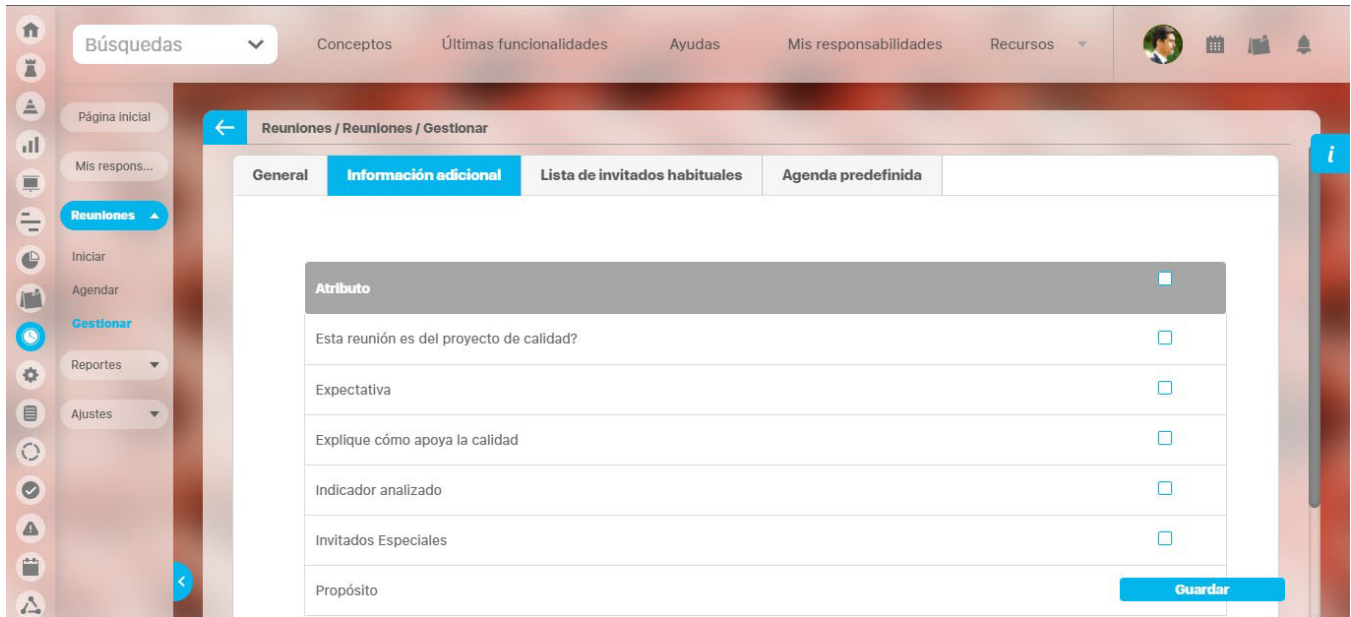 Búsquedas
Conceptos
Últimas funcionalidades
Ayudas
Mis responsabilidades
Recursos
Página inicial
Mis respons...
Reuniones
Iniciar
Agendar
Gestionar
Reportes
Ajustes
Reuniones / Reuniones / Gestionar
i
General
Información adicional
Lista de invitados habituales
Agenda predefinida
Atributo
Esta reunión es del proyecto de calidad?
Expectativa
Explique cómo apoya la calidad
Indicador analizado
Invitados Especiales
Propósito
Guardar